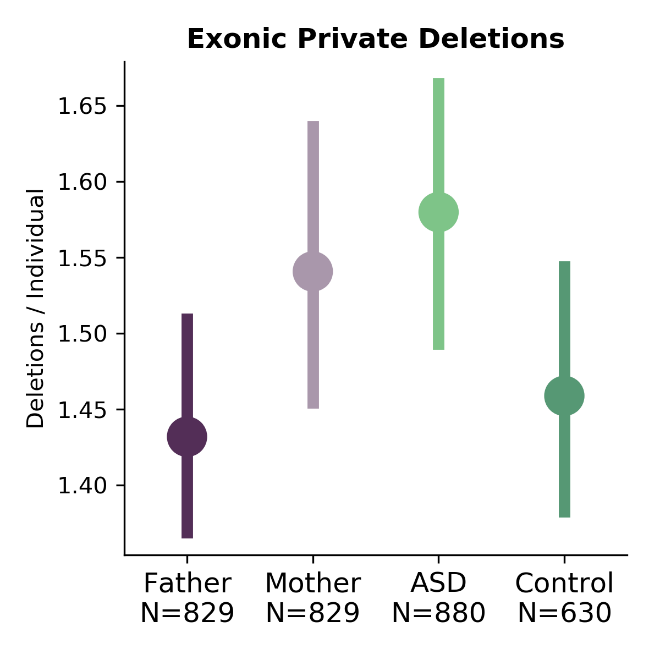 Exonic Private Deletions
Deletions / Individual
1.65
1.60
1.55
1.50
1.45
1.40
Father Mother ASD Control
N=829 N=829 N=880 N=630